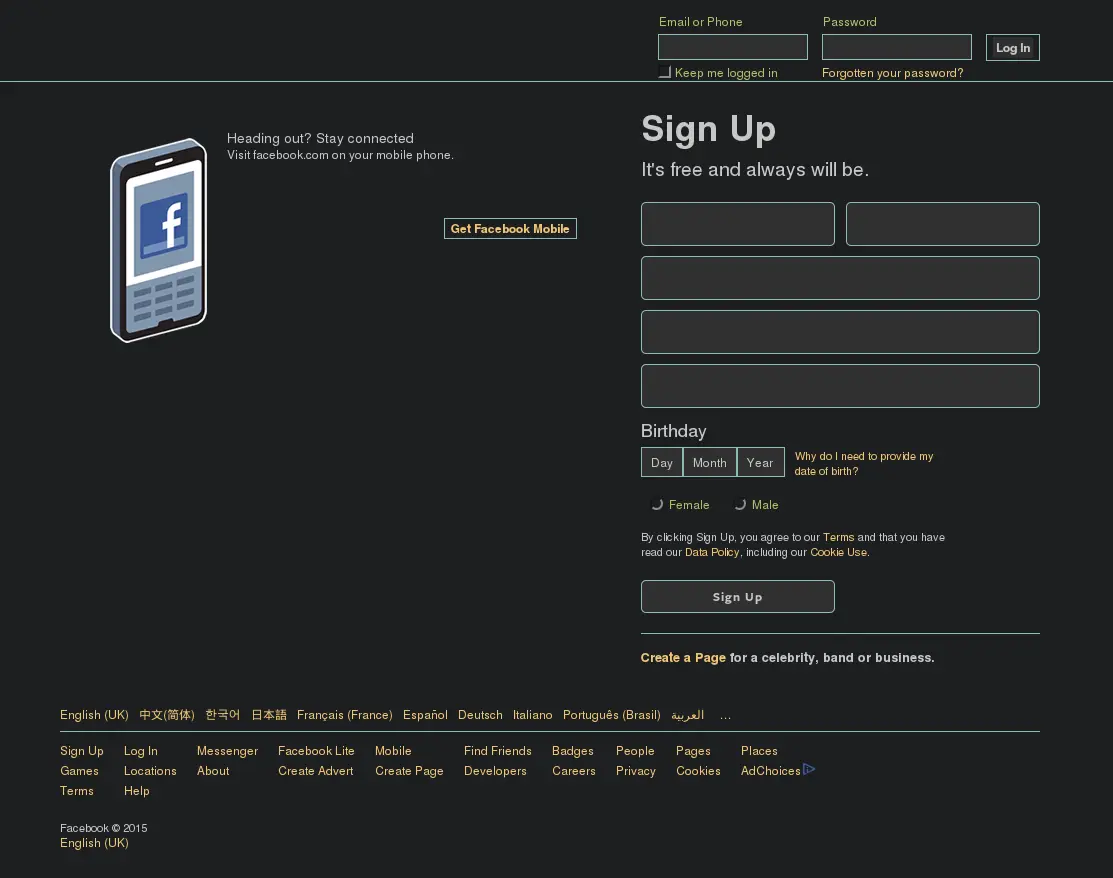 Email or Phone
Password
Log In
Keep me logged in
Forgotten your password?
Heading out? Stay connected
Visit facebook.com on your mobile phone.
Get Facebook Mobile
f
Sign Up
It's free and always will be.
Birthday
Day Month Year
Why do I need to provide my
date of birth?
Female Male
By clicking Sign Up, you agree to our Terms and that you have
read our Data Policy, including our Cookie Use.
Sign Up
Create a Page for a celebrity, band or business.
English (UK) 中文(简体) 한국어 日本語 Français (France) Español Deutsch Italiano Português (Brasil) العربية ...
Sign Up Log In Messenger Facebook Lite Mobile Find Friends Badges People Pages Places
Games Locations About Create Advert Create Page Developers Careers Privacy Cookies AdChoices
Terms Help
Facebook © 2015
English (UK)